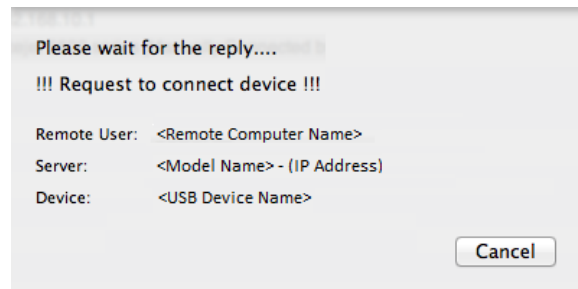 Please wait for the reply....
!!! Request to connect device !!!
Remote User: <Remote Computer Name>
Server: <Model Name> - (IP Address)
Device: <USB Device Name>
Cancel